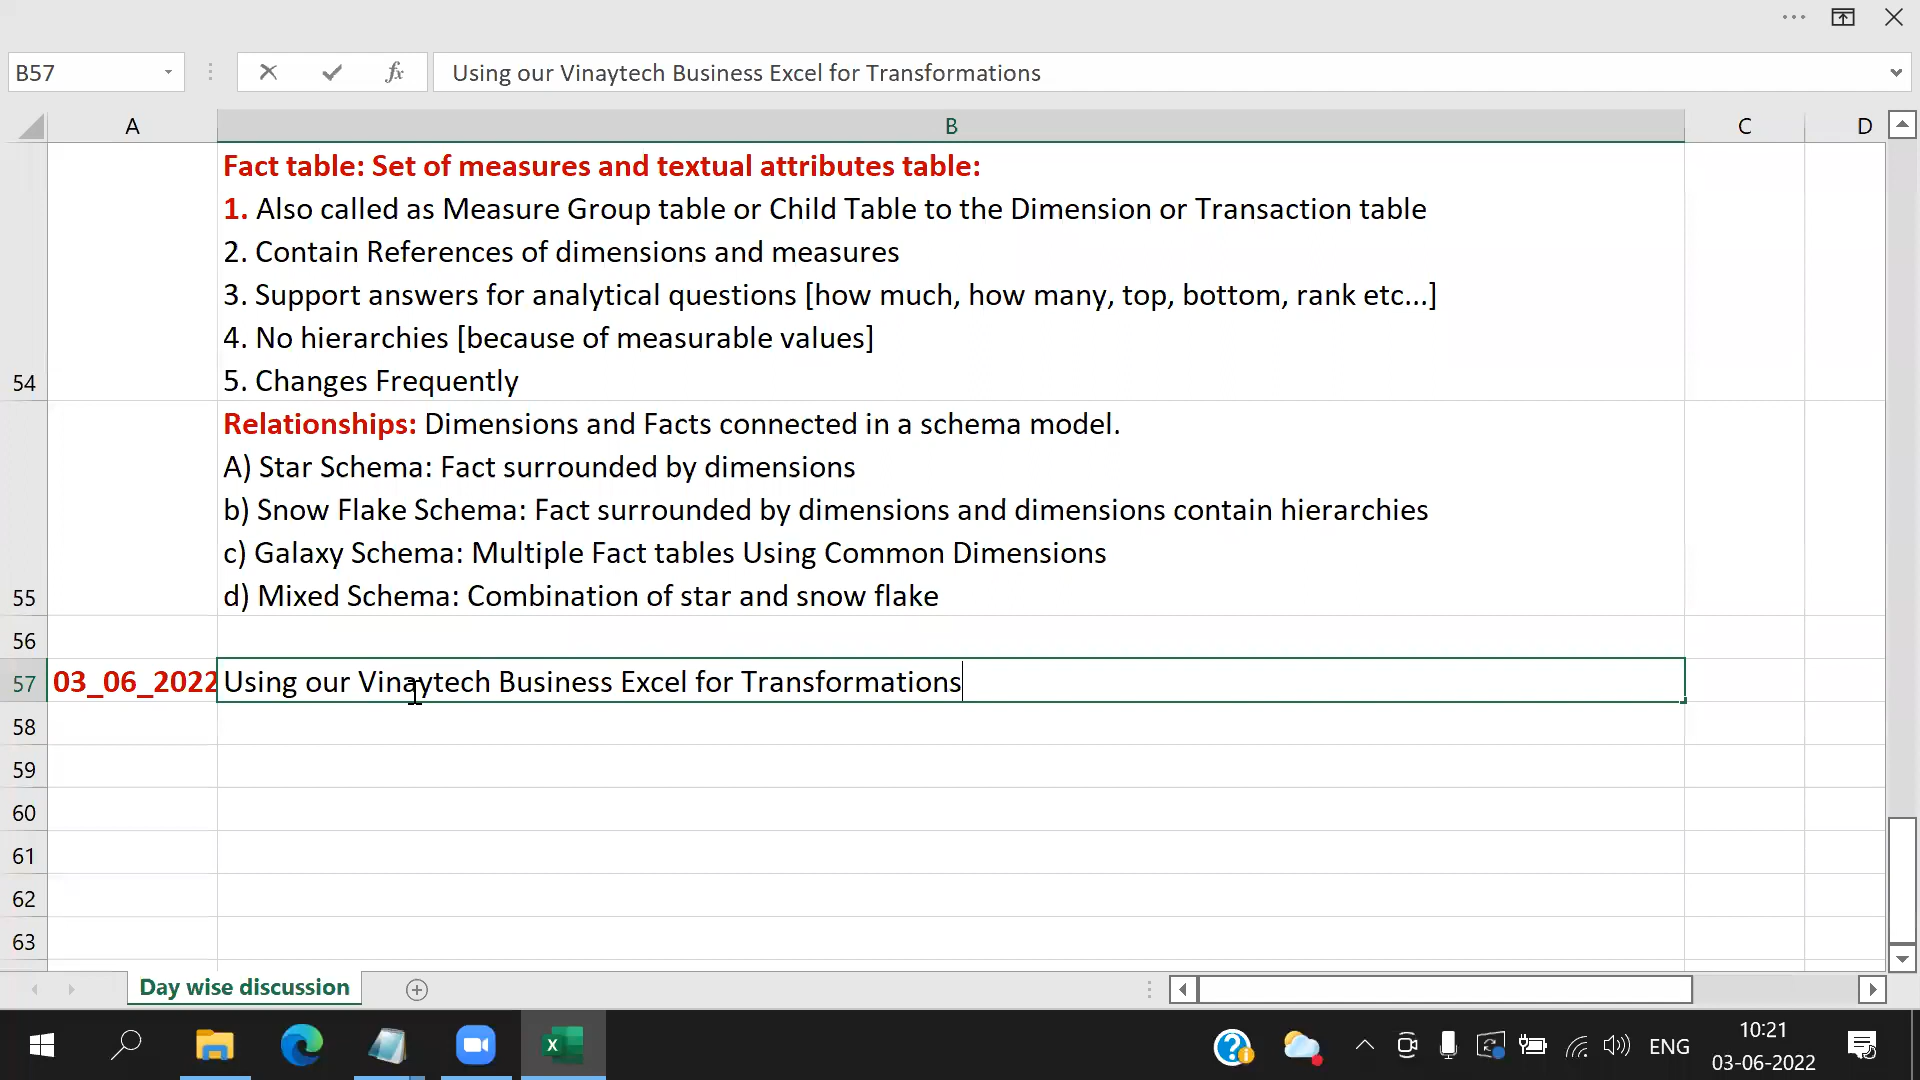 B57
fx
Using our Vinaytech Business Excel for Transformations
A
B
C
D
Fact table: Set of measures and textual attributes table:
1. Also called as Measure Group table or Child Table to the Dimension or Transaction table
2. Contain References of dimensions and measures
3. Support answers for analytical questions [how much, how many, top, bottom, rank etc...]
4. No hierarchies [because of measurable values]
54
5. Changes Frequently
Relationships: Dimensions and Facts connected in a schema model.
A) Star Schema: Fact surrounded by dimensions
b) Snow Flake Schema: Fact surrounded by dimensions and dimensions contain hierarchies
c) Galaxy Schema: Multiple Fact tables Using Common Dimensions
55
d) Mixed Schema: Combination of star and snow flake
56
57
03_06_2022
Using our Vinaytech Business Excel for Transformations
58
59
60
61
62
63
Day wise discussion
ENG
10:21
03-06-2022